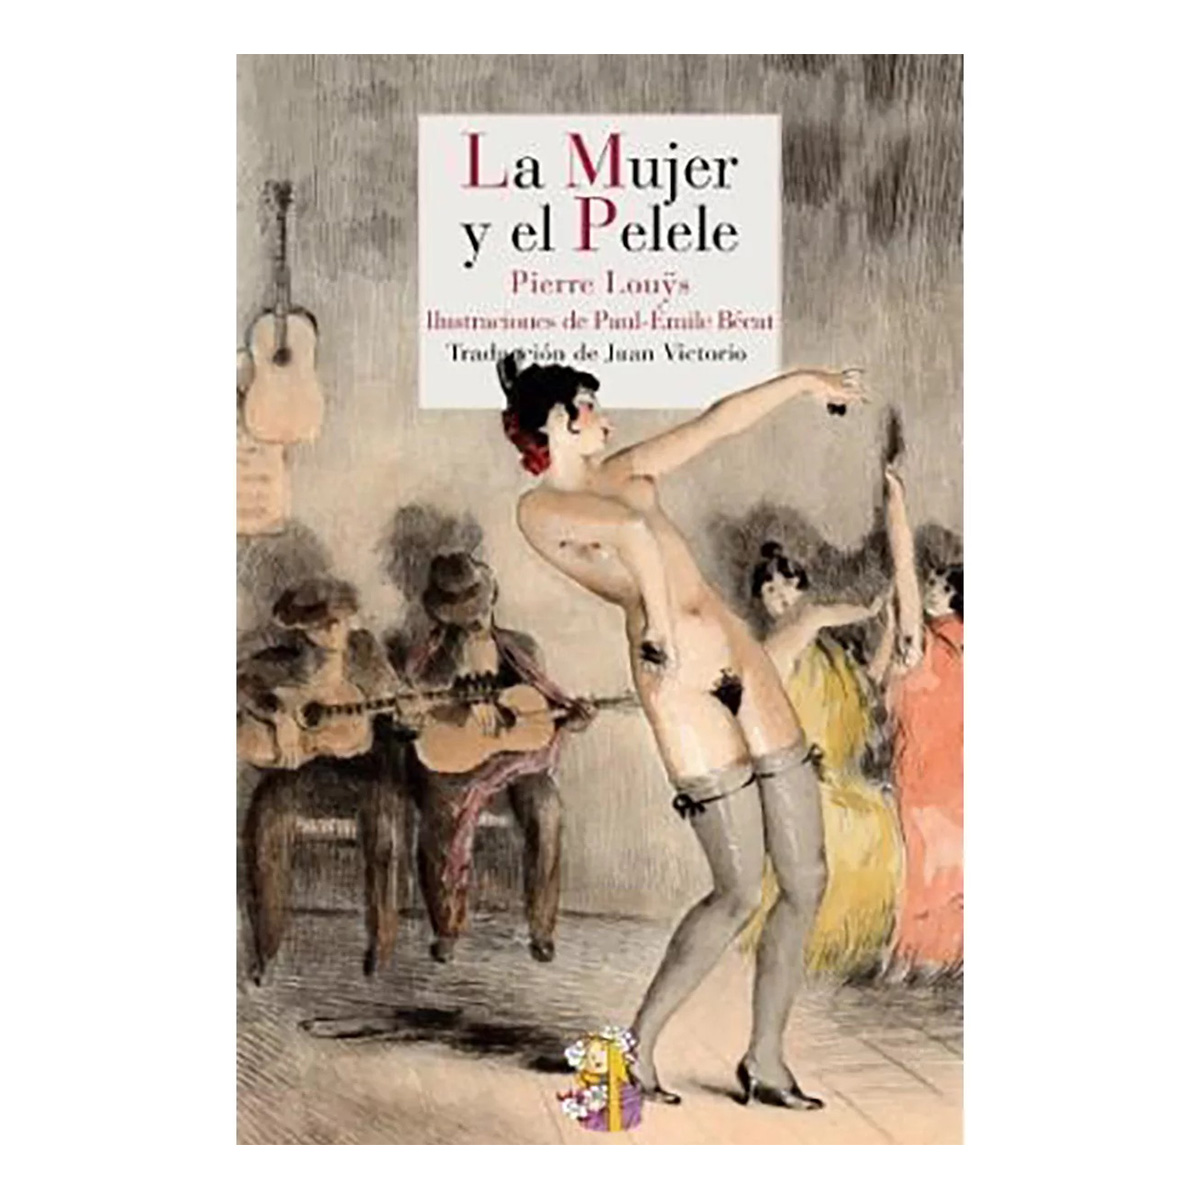 La Mujer
y el Pelele
Pierre Louÿs
Ilustraciones de Paul-Émile Bécat
Traducción de Juan Victorio